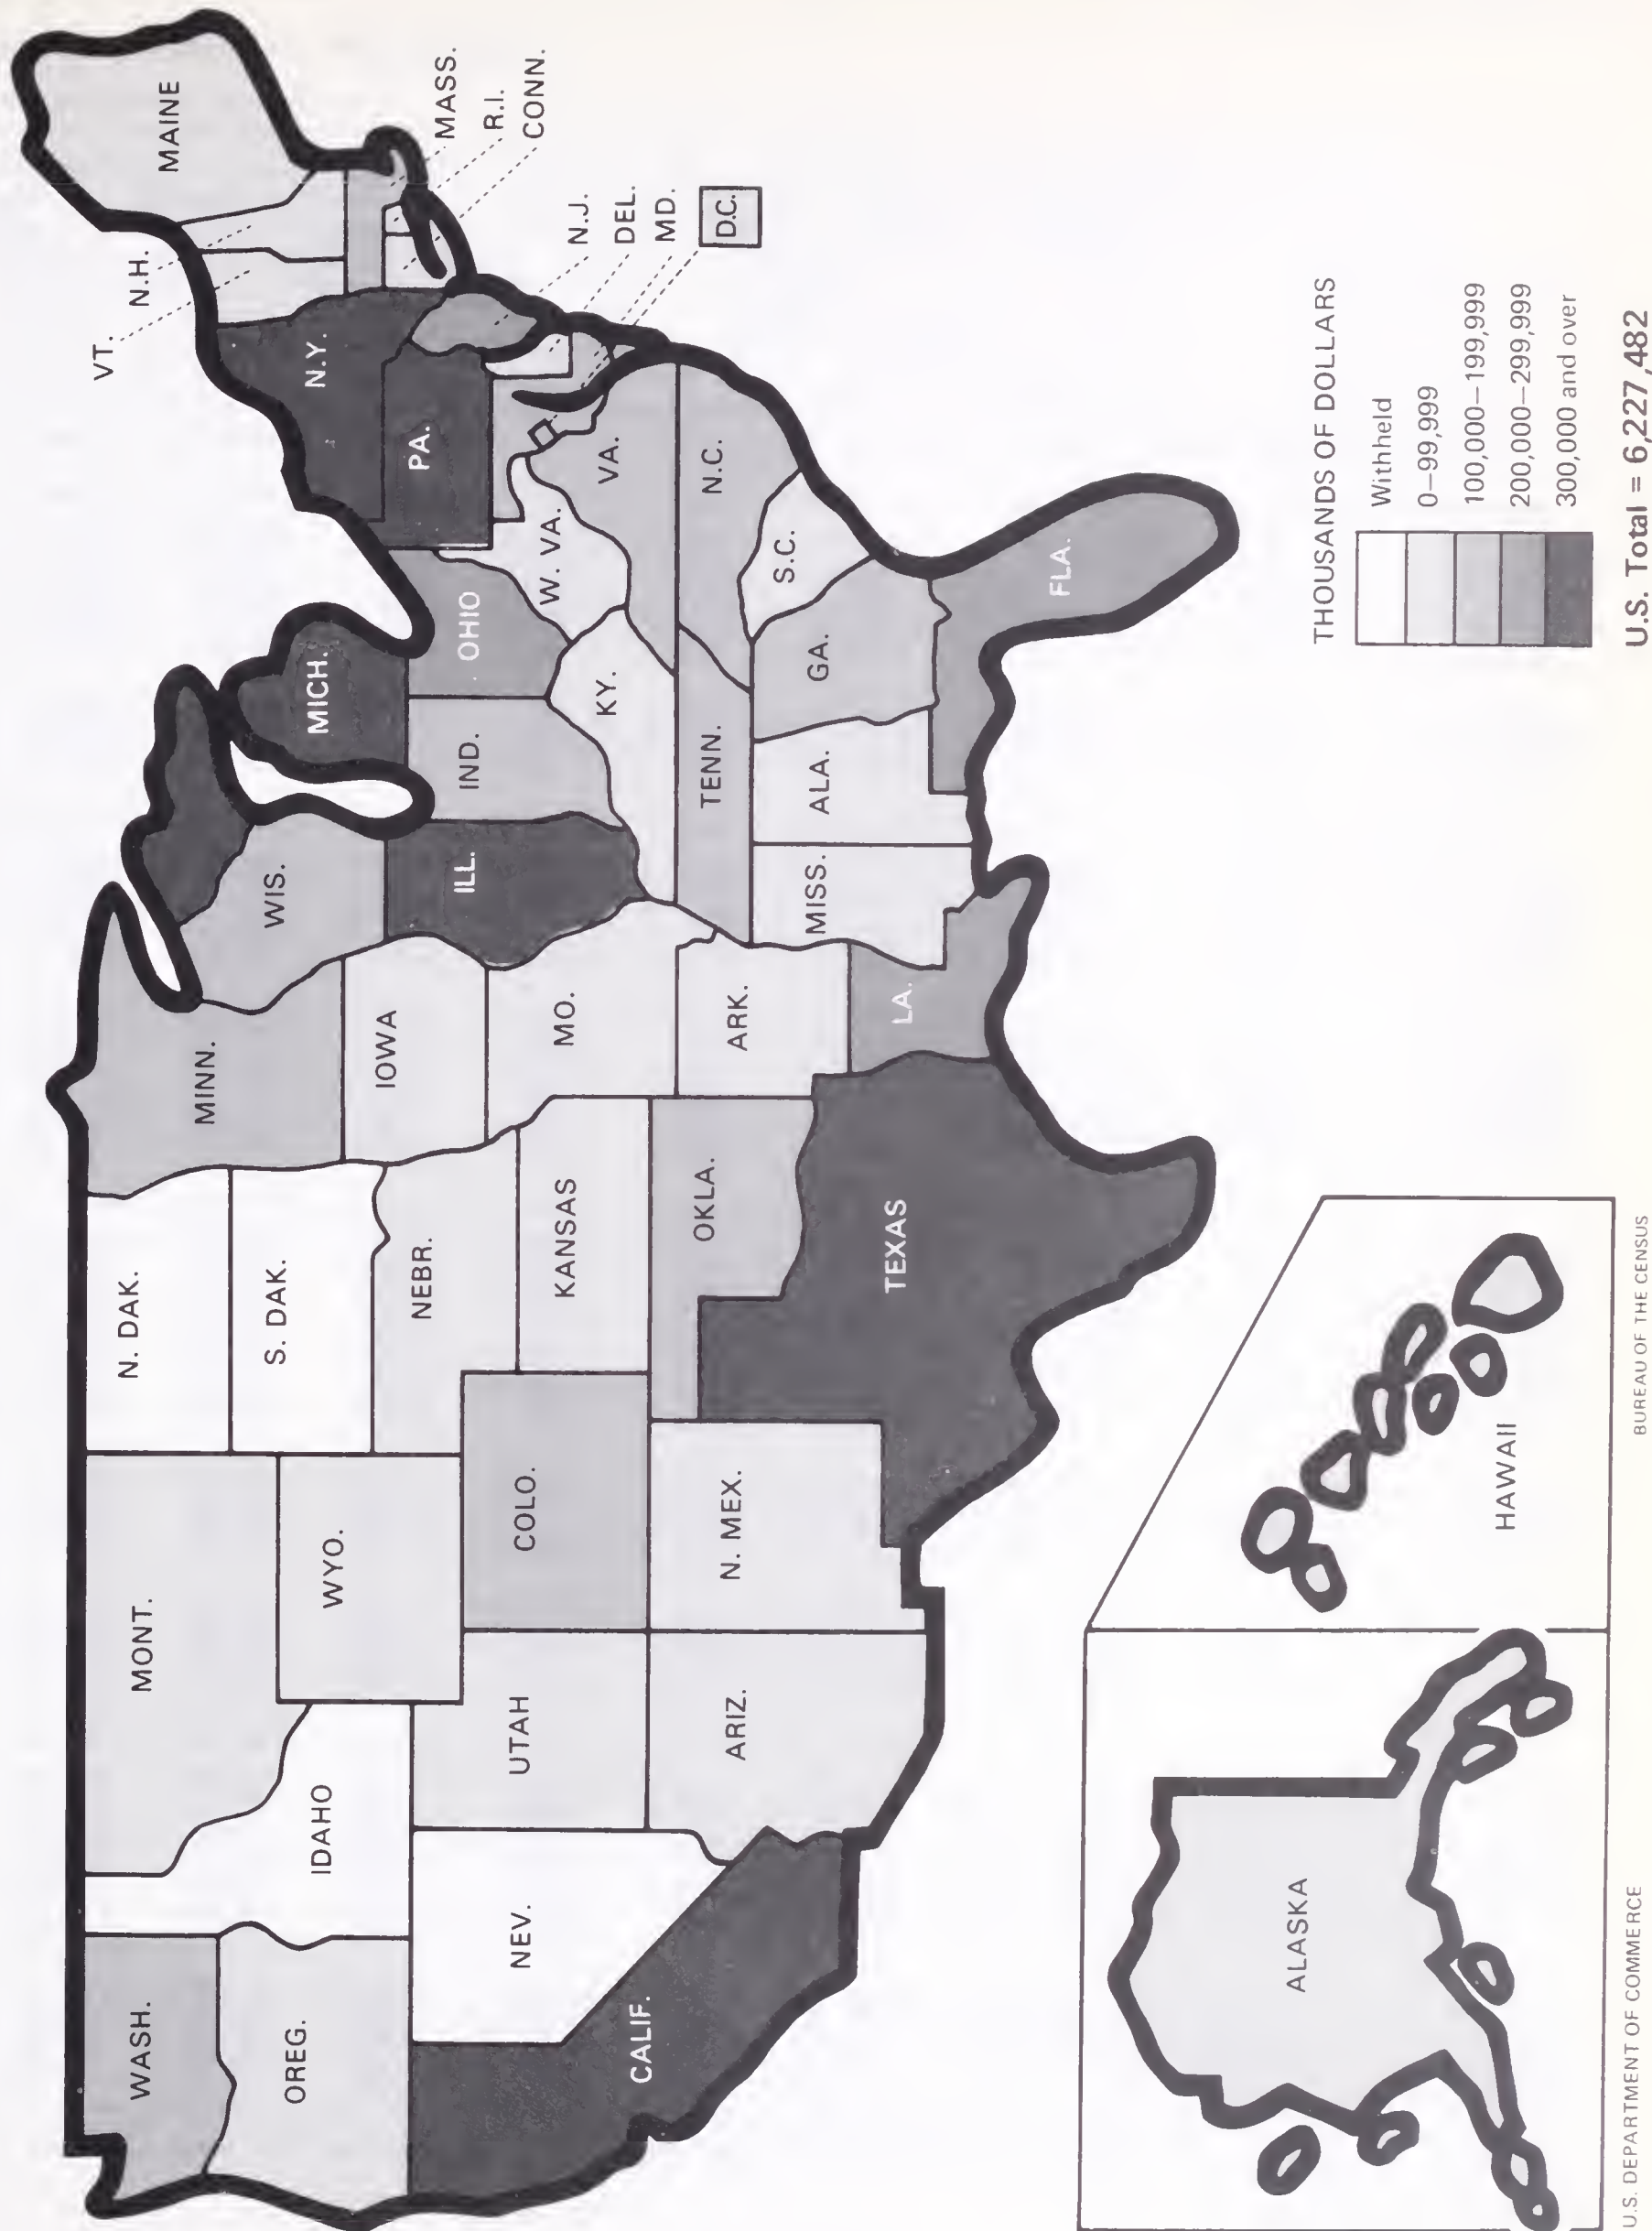 WASH.
OREG.
CALIF.
NEV.
IDAHO
MONT.
WYO.
UTAH
ARIZ.
COLO.
N. MEX.
N. DAK.
S. DAK.
NEBR.
KANSAS
OKLA.
TEXAS
MINN.
IOWA
MO.
ARK.
LA.
WIS.
ILL.
MICH.
IND.
OHIO
KY.
TENN.
MISS.
ALA.
GA.
FLA.
S.C.
N.C.
VA.
W. VA.
PA.
N.Y.
VT.
N.H.
MAINE
MASS.
R.I.
CONN.
N.J.
DEL.
MD.
D.C.
ALASKA
HAWAII
THOUSANDS OF DOLLARS
Withheld
0–99,999
100,000–199,999
200,000–299,999
300,000 and over
U.S. Total = 6,227,482
U.S. DEPARTMENT OF COMMERCE
BUREAU OF THE CENSUS